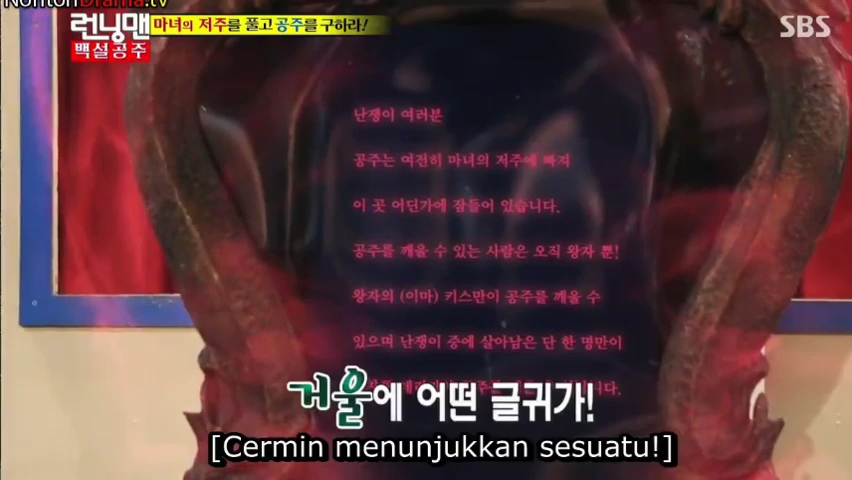 NontonDrama.tv
런닝맨
백설공주
마녀의 저주를 풀고 공주를 구하라!
SBS
난쟁이 여러분
공주는 여전히 마녀의 저주에 빠져
이 곳 어딘가에 잠들어 있습니다.
공주를 깨울 수 있는 사람은 오직 왕자 뿐!
왕자의 (이마) 키스만이 공주를 깨울 수
있으며 난쟁이 중에 살아남은 단 한 명만이
거울에 어떤 글귀가!
[Cermin menunjukkan sesuatu!]